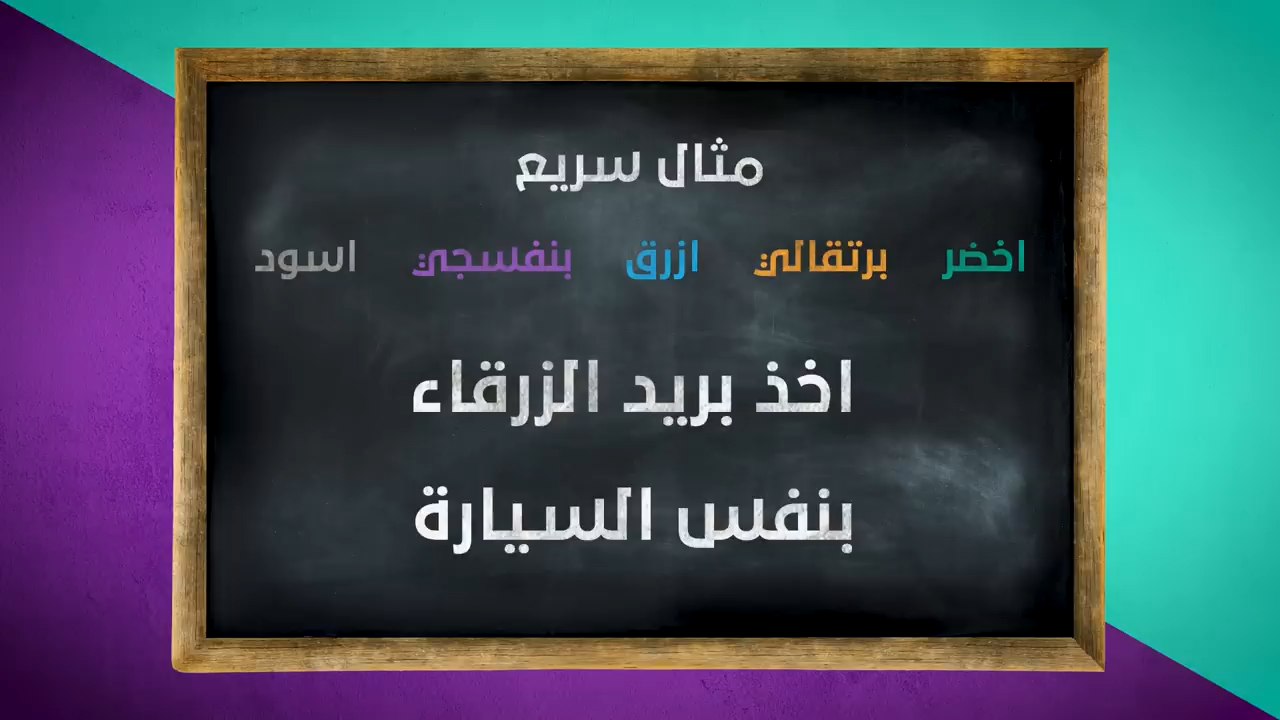 مثال سريع
اخضر برتقالي ازرق بنفسجي اسود
اخذ بريد الزرقاء
بنفس السيارة